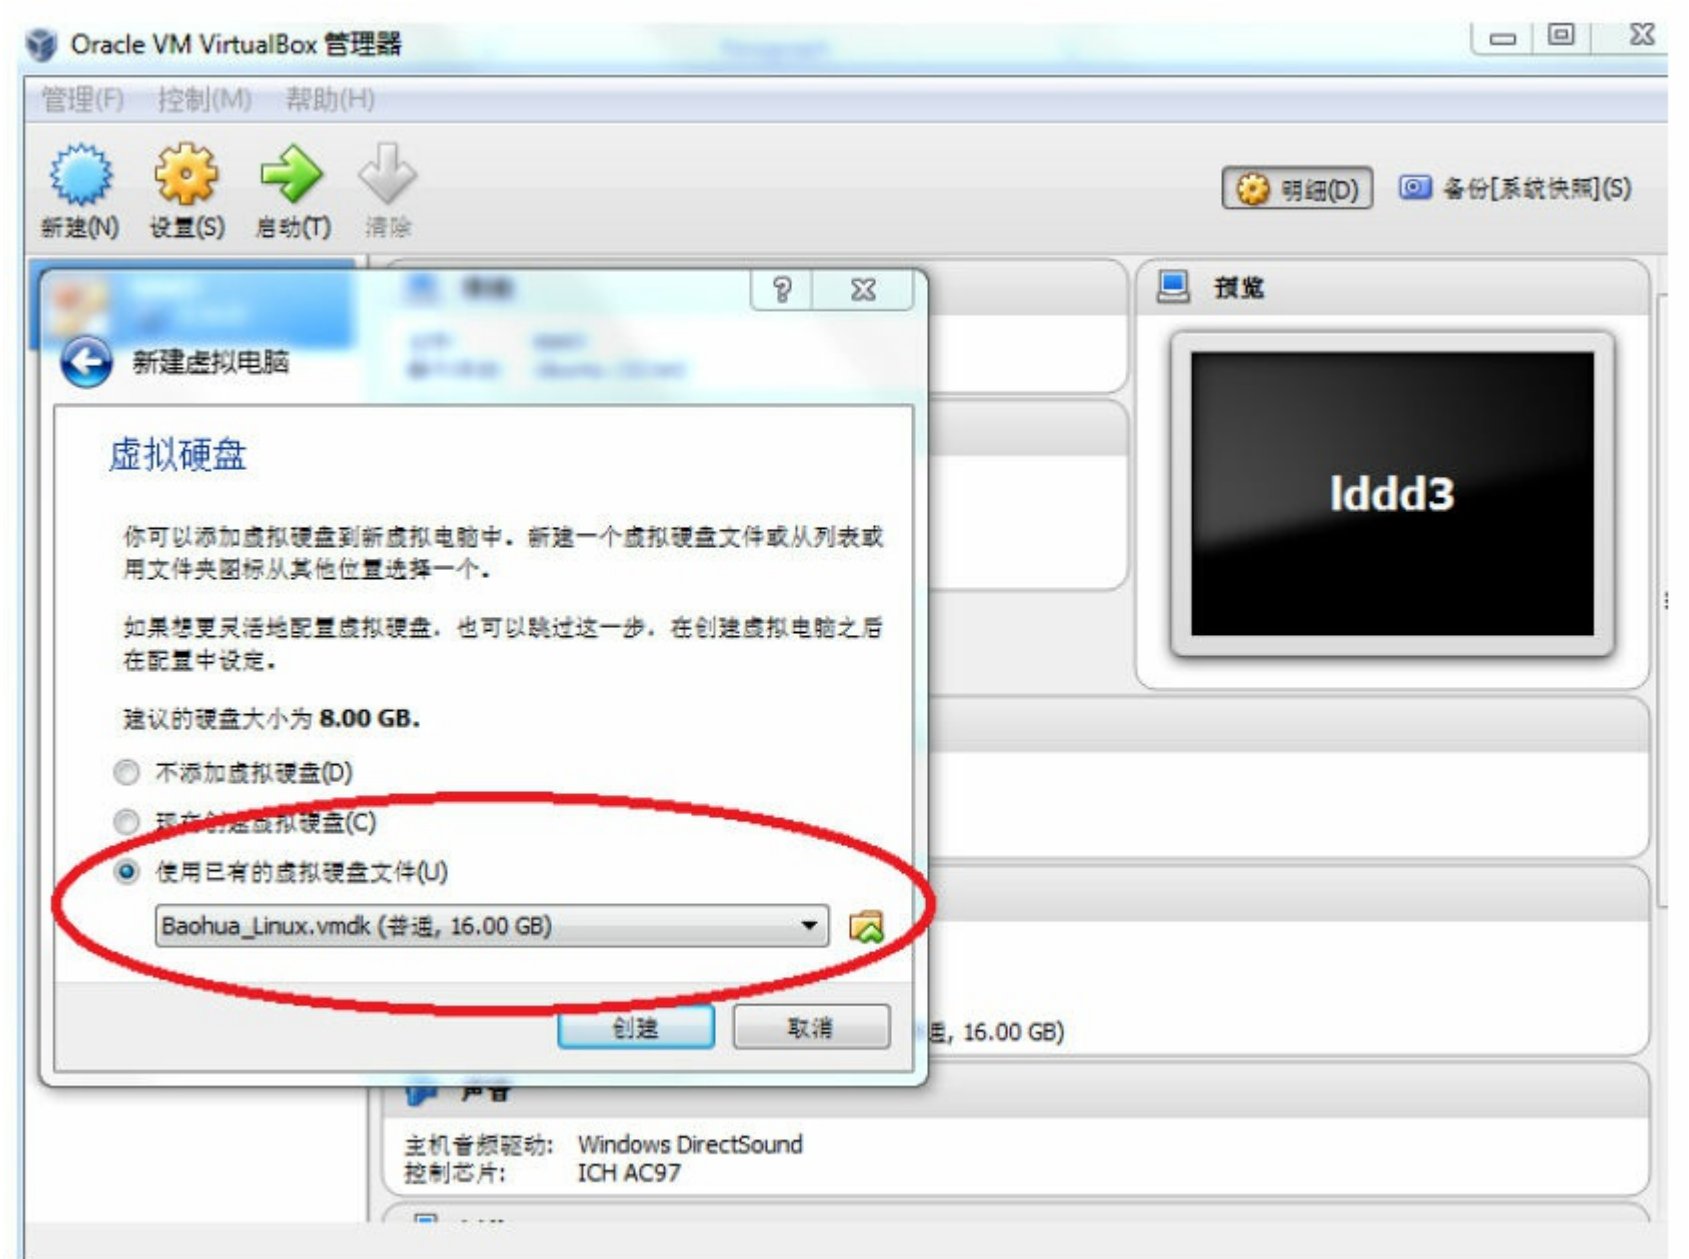 Oracle VM VirtualBox 管理器
管理(F) 控制(M) 帮助(H)
新建(N) 设置(S) 启动(T) 清除
明细(D) 备份[系统快照](S)
预览
lddd3
新建虚拟电脑
虚拟硬盘
你可以添加虚拟硬盘到新虚拟电脑中. 新建一个虚拟硬盘文件或从列表或
用文件夹图标从其他位置选择一个.
如果想更灵活地配置虚拟硬盘, 也可以跳过这一步, 在创建虚拟电脑之后
在配置中设定.
建议的硬盘大小为 8.00 GB.
不添加虚拟硬盘(D)
现在创建虚拟硬盘(C)
使用已有的虚拟硬盘文件(U)
Baohua_Linux.vmdk (普通, 16.00 GB)
创建 取消
通, 16.00 GB)
声音
主机音频驱动: Windows DirectSound
控制芯片: ICH AC97